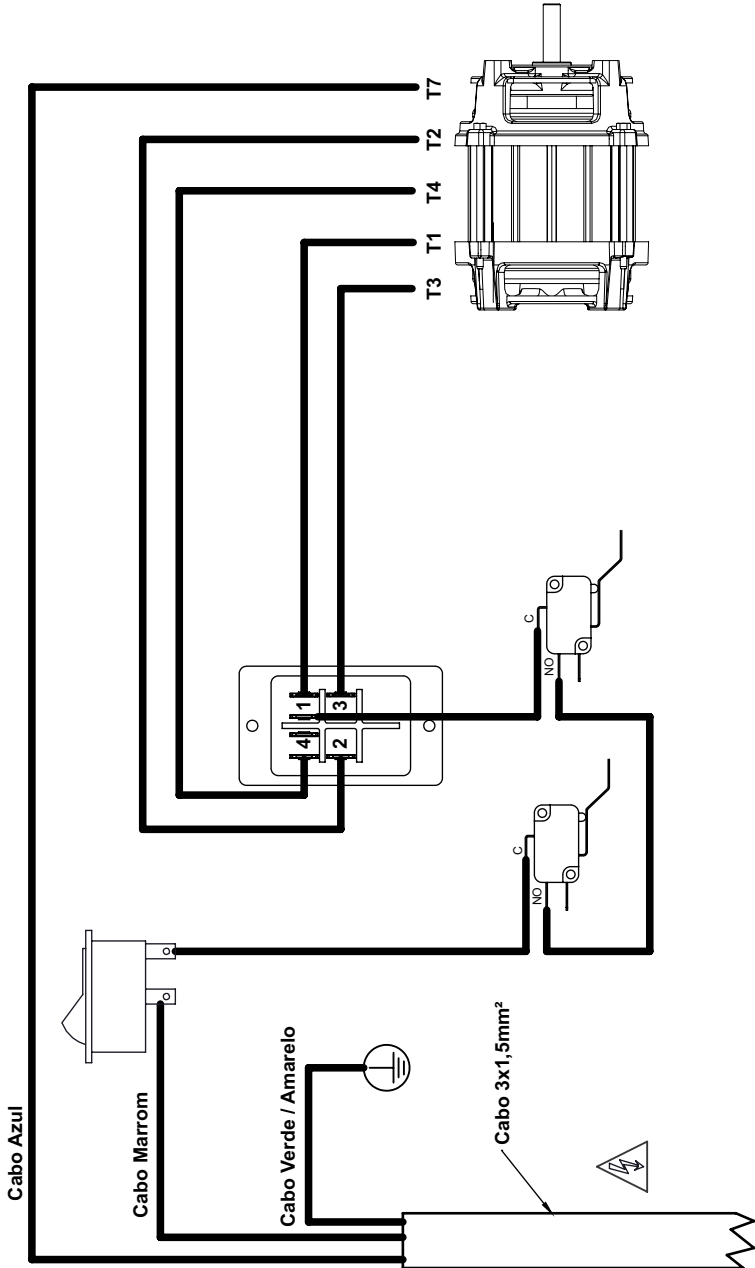 Cabo Azul
Cabo Marrom
Cabo Verde / Amarelo
Cabo 3x1,5mm²
NO
C
NO
C
4
1
2
3
T7
T2
T4
T1
T3